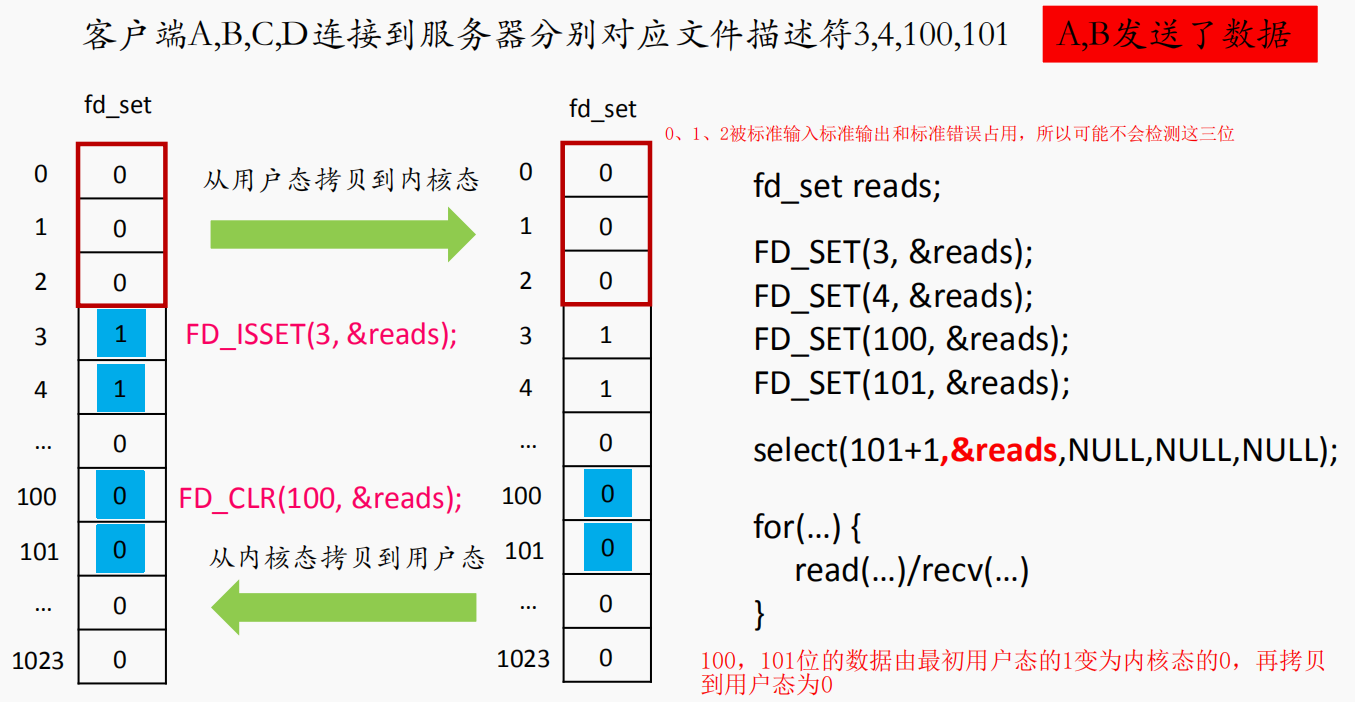 客户端A,B,C,D连接到服务器分别对应文件描述符3,4,100,101
A,B发送了数据
fd_set
0 0
1 0
2 0
3 1
4 1
... 0
100 0
101 0
... 0
1023 0
从用户态拷贝到内核态
FD_ISSET(3, &reads);
FD_CLR(100, &reads);
从内核态拷贝到用户态
fd_set
0 0
1 0
2 0
3 1
4 1
... 0
100 0
101 0
... 0
1023 0
0、1、2被标准输入标准输出和标准错误占用，所以可能不会检测这三位
fd_set reads;
FD_SET(3, &reads);
FD_SET(4, &reads);
FD_SET(100, &reads);
FD_SET(101, &reads);
select(101+1,&reads,NULL,NULL,NULL);
for(...) {
read(...)/recv(...)
}
100，101位的数据由最初用户态的1变为内核态的0，再拷贝
到用户态为0